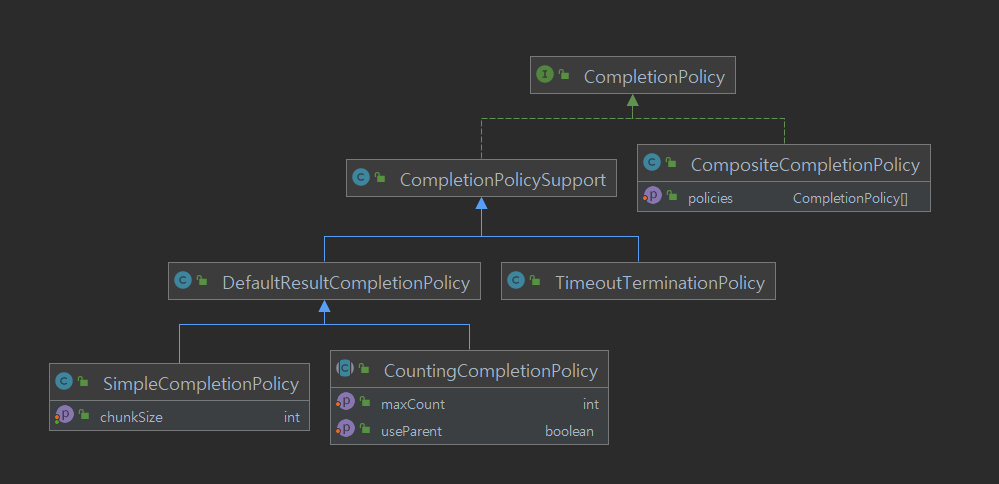 I CompletionPolicy
C CompletionPolicySupport
C CompositeCompletionPolicy
p policies CompletionPolicy[]
C DefaultResultCompletionPolicy
C TimeoutTerminationPolicy
C SimpleCompletionPolicy
p chunkSize int
C CountingCompletionPolicy
p maxCount int
p useParent boolean